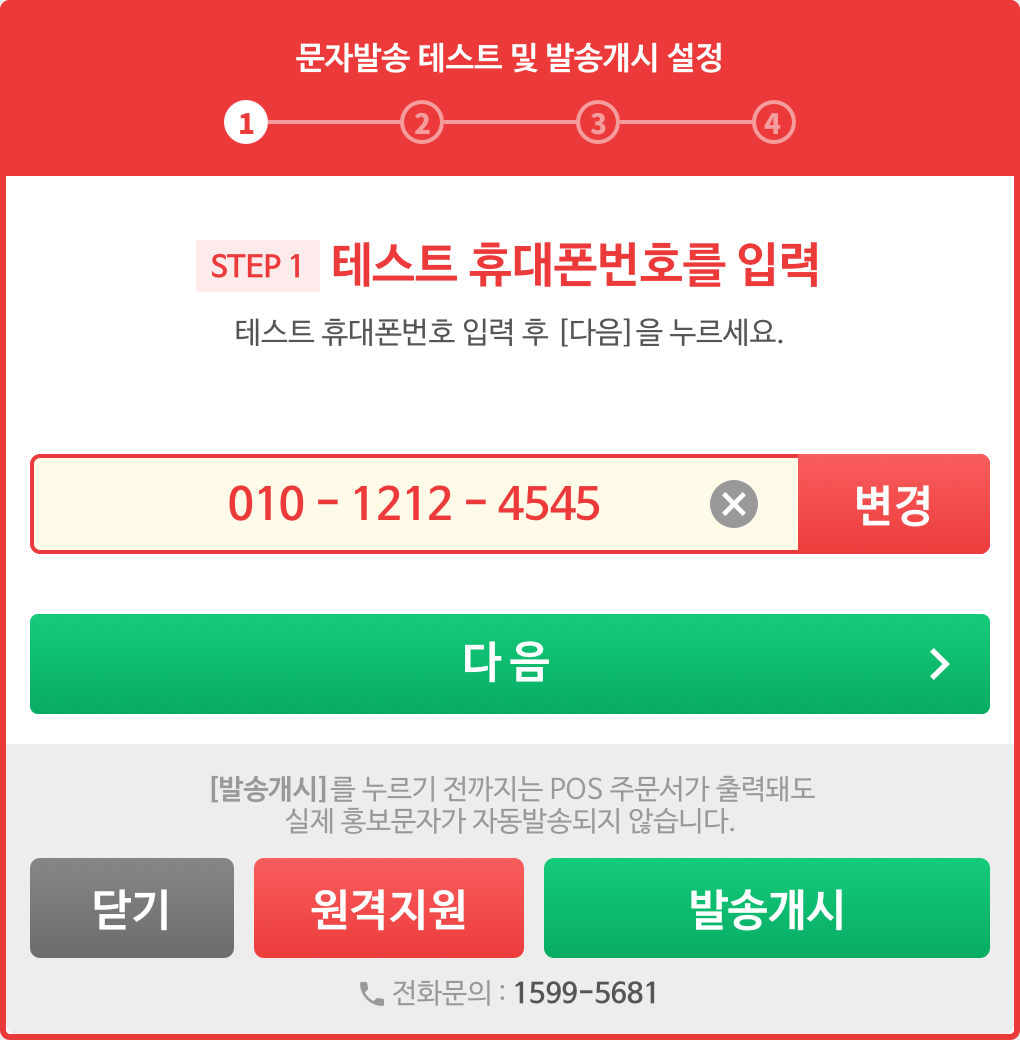 문자발송 테스트 및 발송개시 설정
1 2 3 4
STEP 1 테스트 휴대폰번호를 입력
테스트 휴대폰번호 입력 후 [다음]을 누르세요.
010 - 1212 - 4545 변경
다음
[발송개시]를 누르기 전까지는 POS 주문서가 출력돼도
실제 홍보문자가 자동발송되지 않습니다.
닫기 원격지원 발송개시
전화문의 : 1599-5681